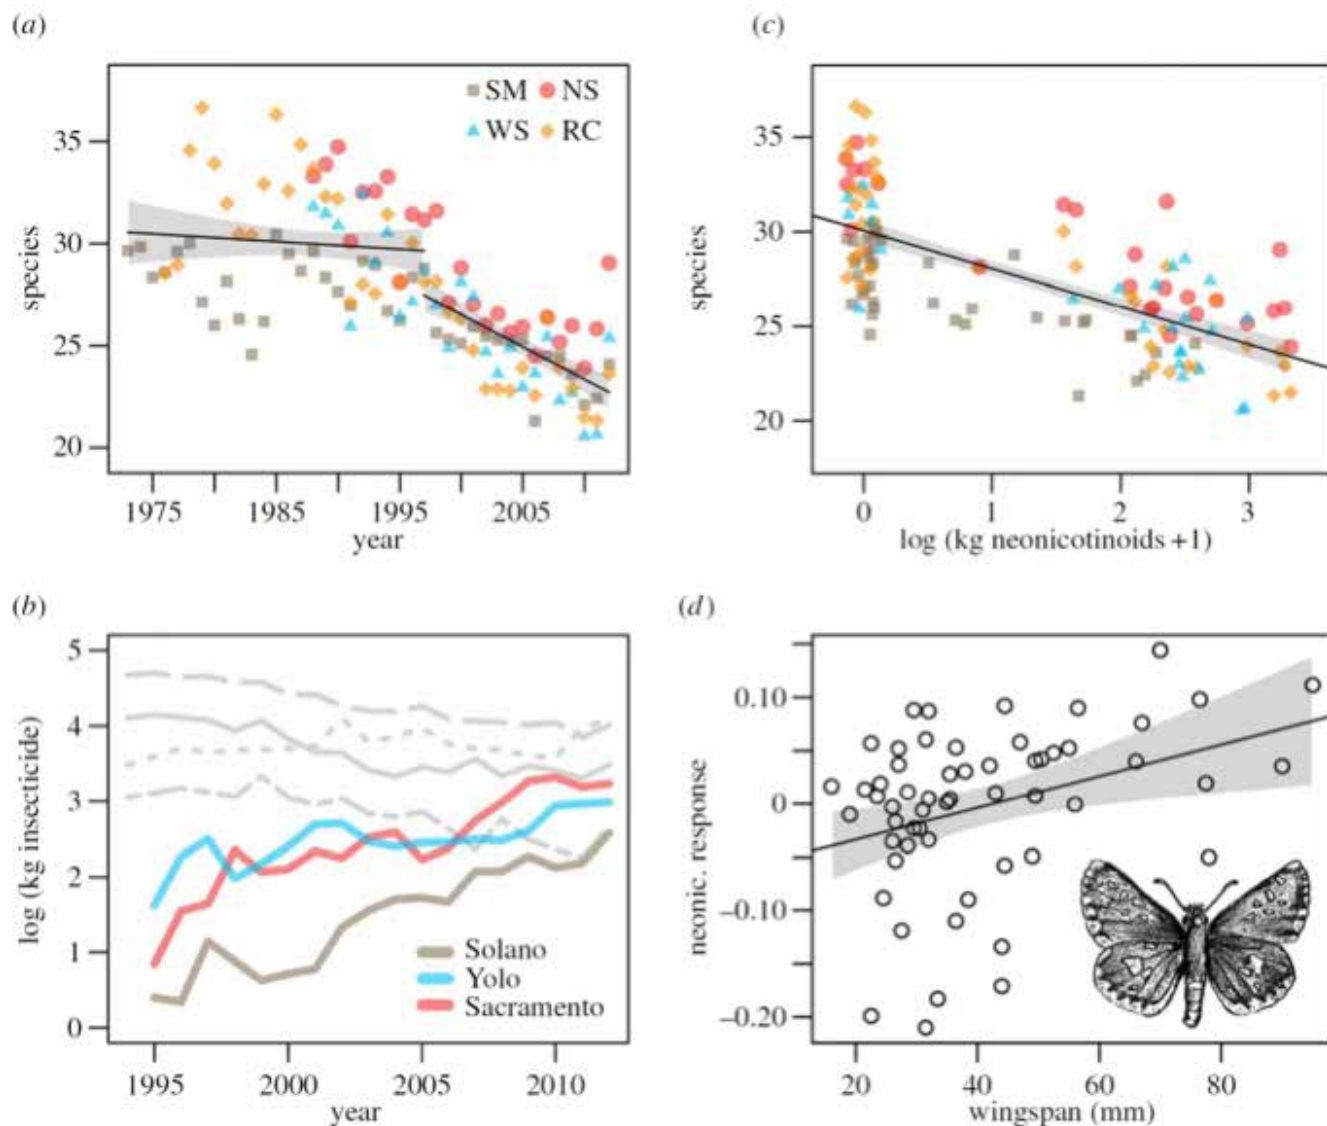 (a)
SM NS
WS RC
35
30
25
20
species
1975 1985 1995 2005
year
(c)
35
30
25
20
species
0 1 2 3
log (kg neonicotinoids +1)
(b)
5
4
3
2
1
0
log (kg insecticide)
Solano
Yolo
Sacramento
1995 2000 2005 2010
year
(d)
0.10
0
−0.10
−0.20
neonic. response
20 40 60 80
wingspan (mm)